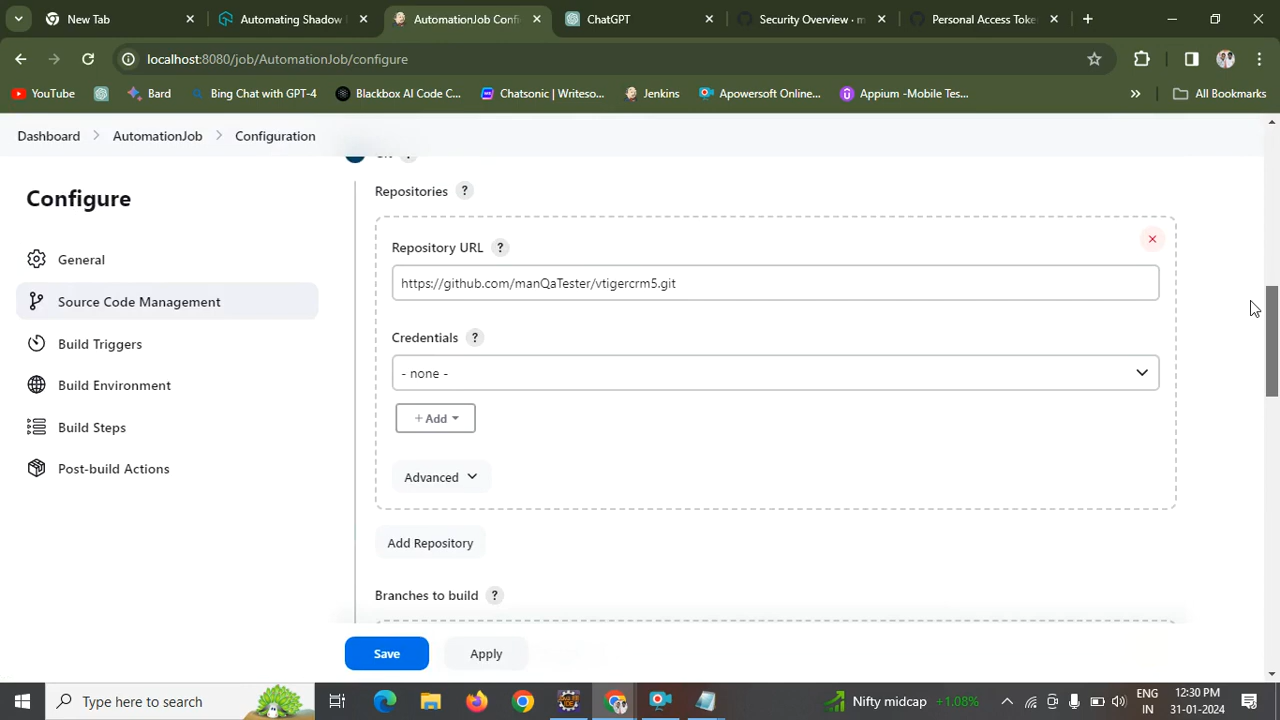 New Tab
Automating Shadow
AutomationJob Confi
ChatGPT
Security Overview · m
Personal Access Toke
localhost:8080/job/AutomationJob/configure
YouTube
Bard
Bing Chat with GPT-4
Blackbox AI Code C...
Chatsonic | Writeso...
Jenkins
Apowersoft Online...
Appium -Mobile Tes...
All Bookmarks
Dashboard
AutomationJob
Configuration
Configure
General
Source Code Management
Build Triggers
Build Environment
Build Steps
Post-build Actions
Repositories ?
Repository URL ?
https://github.com/manQaTester/vtigercrm5.git
Credentials ?
- none -
+ Add
Advanced
Add Repository
Branches to build ?
Save
Apply
Type here to search
Nifty midcap +1.08%
ENG
IN
12:30 PM
31-01-2024